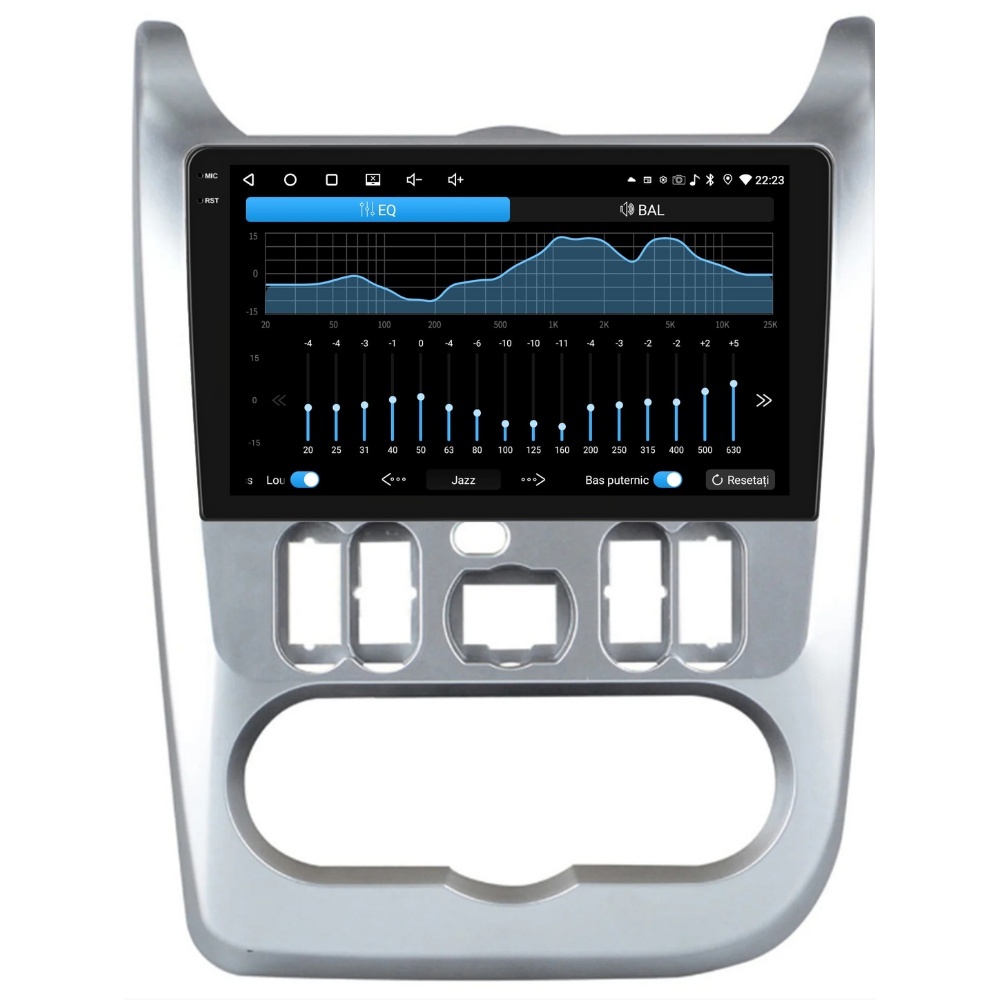 MIC
RST
22:23
EQ
BAL
15
0
-15
20 50 100 200 500 1K 2K 5K 10K 25K
-4 -4 -3 -1 0 -4 -6 -10 -10 -11 -4 -3 -2 -2 +2 +5
15
0
-15
20 25 31 40 50 63 80 100 125 160 200 250 315 400 500 630
s Lou Jazz Bas puternic Resetați